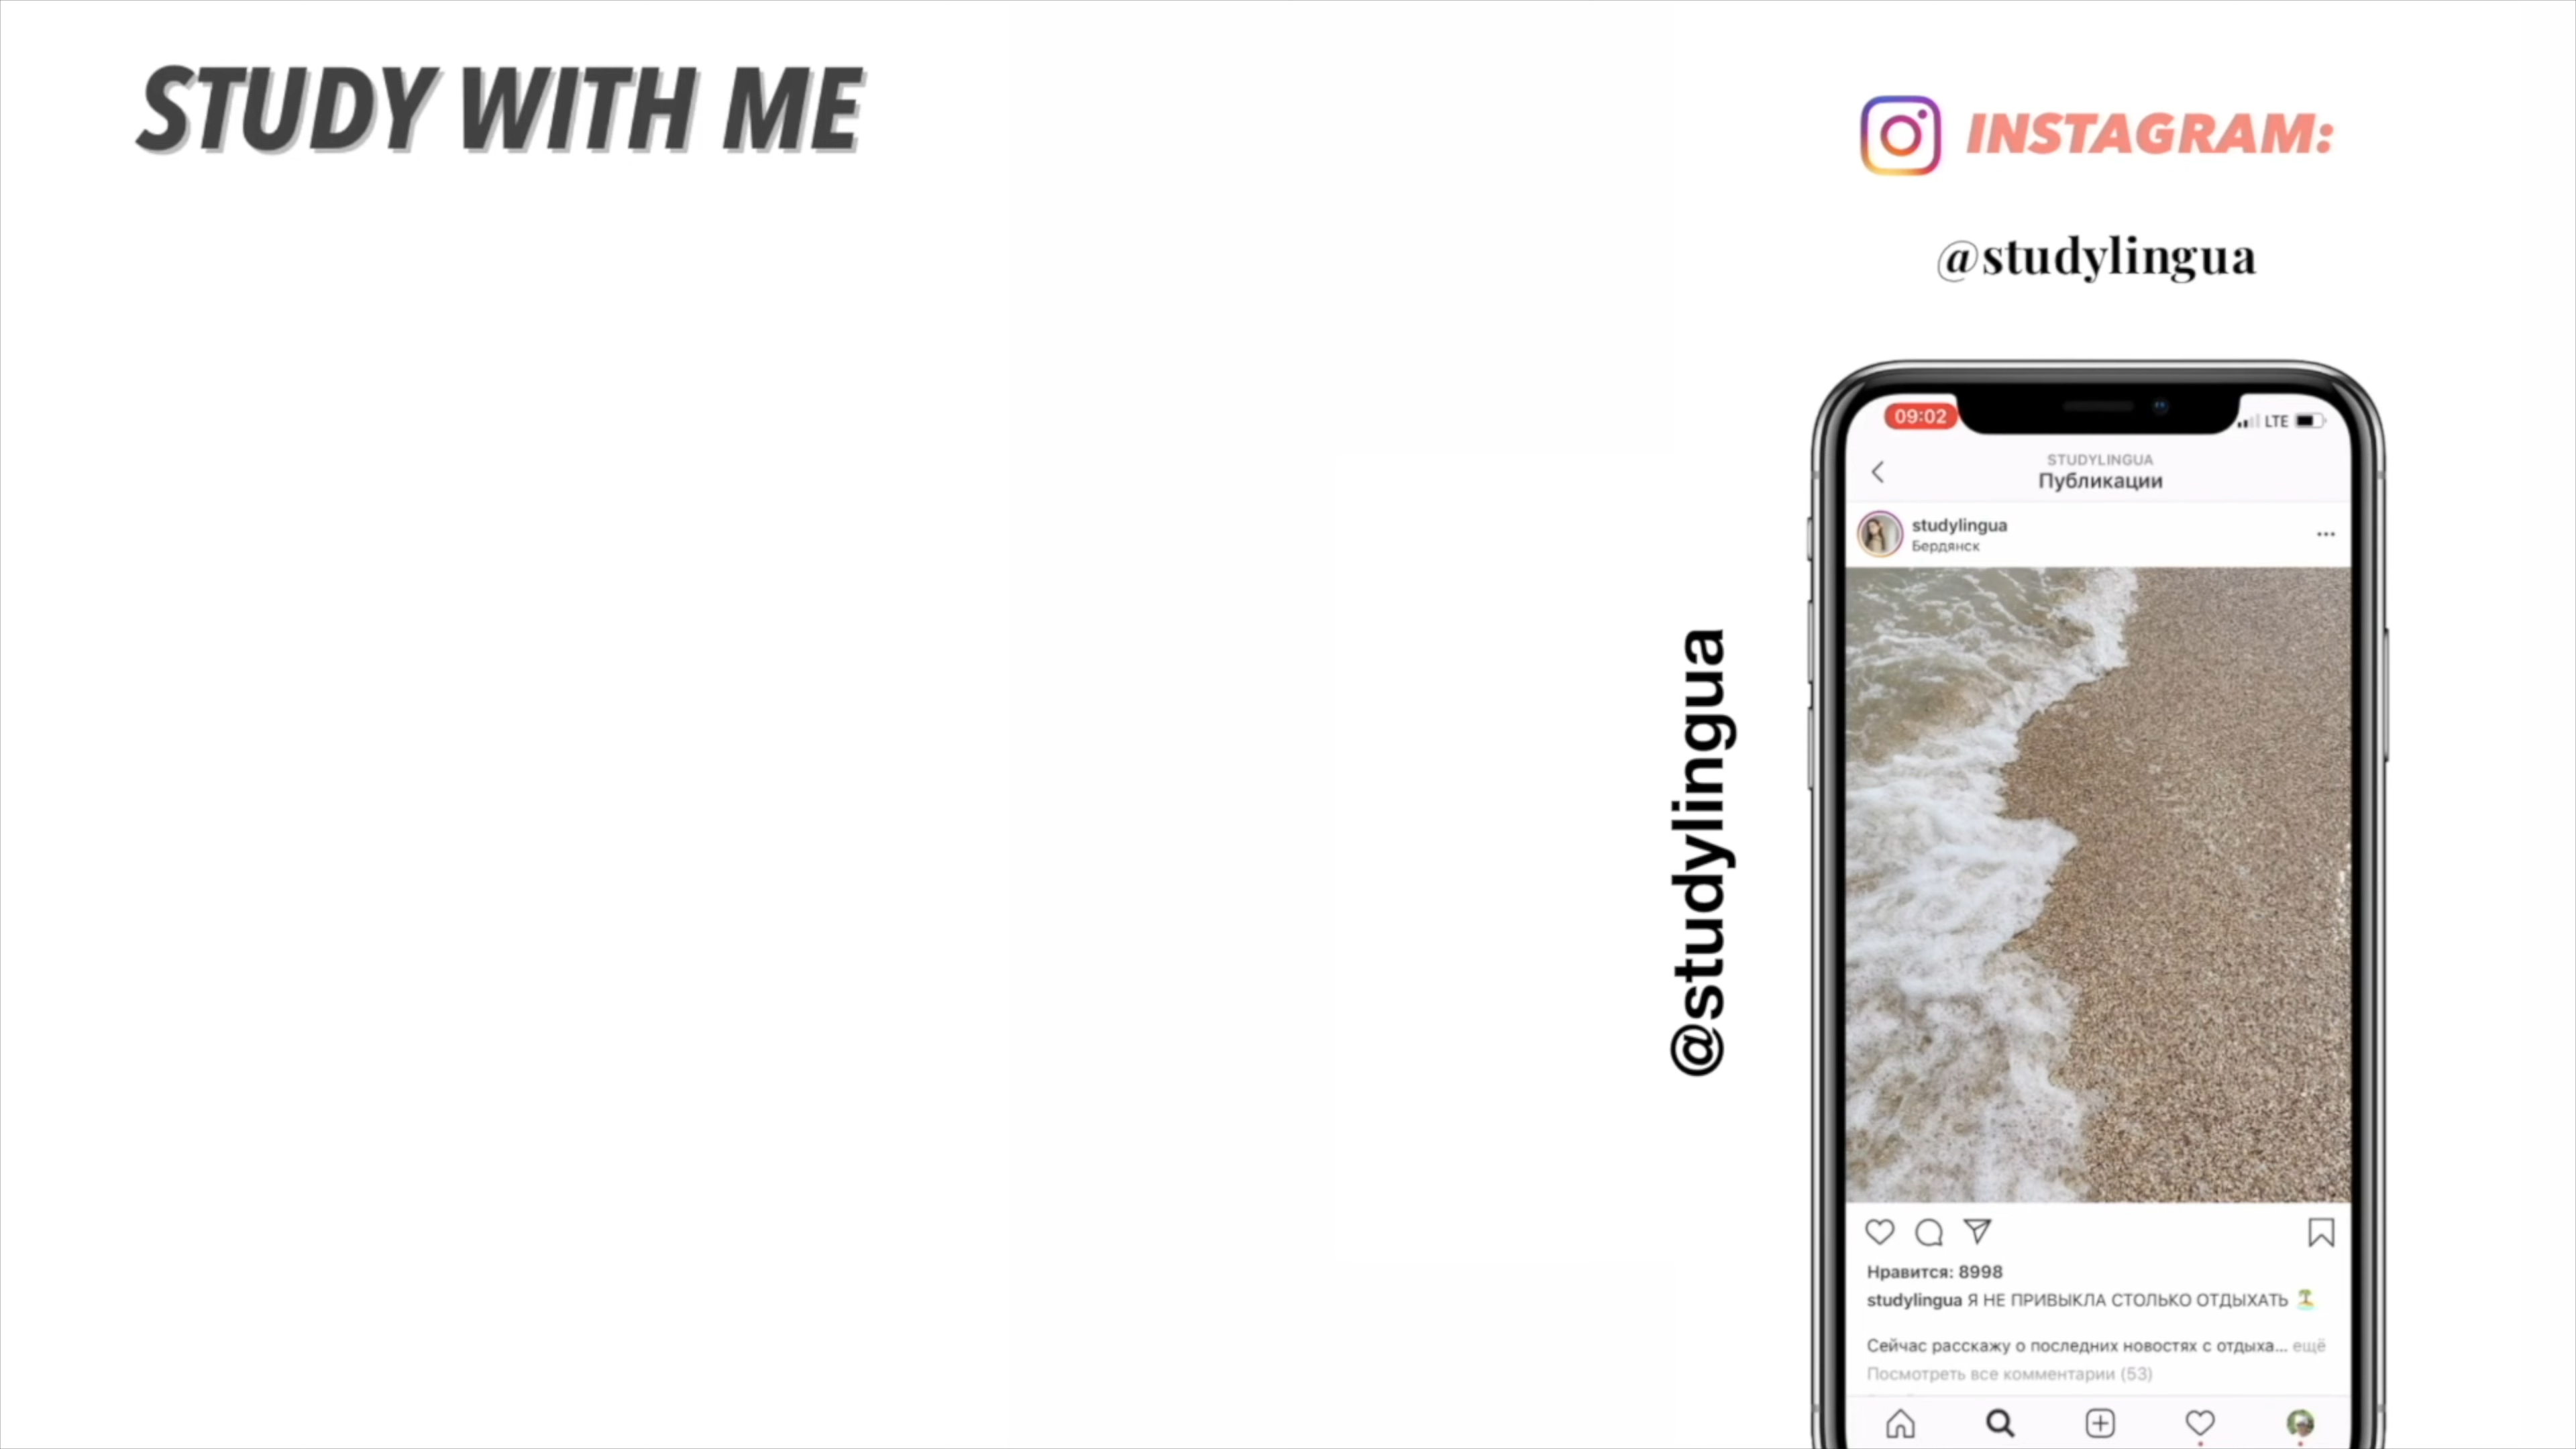 STUDY WITH ME
INSTAGRAM:
@studylingua
@studylingua
09:02
LTE
STUDYLINGUA
Публикации
studylingua
Бердянск
Нравится: 8998
studylingua Я НЕ ПРИВЫКЛА СТОЛЬКО ОТДЫХАТЬ 🏝️
Сейчас расскажу о последних новостях с отдыха... ещё
Посмотреть все комментарии (53)